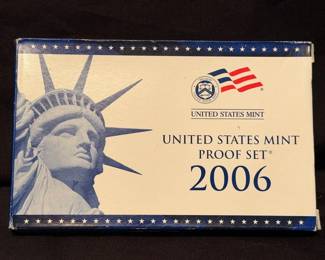 UNITED STATES MINT
UNITED STATES MINT
PROOF SET®
2006